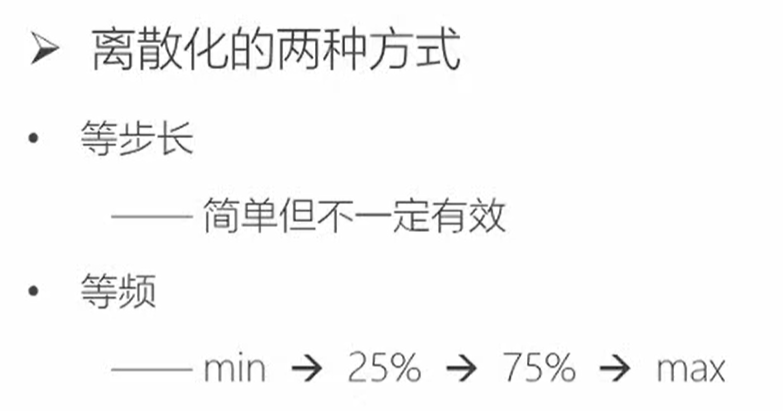 ➢ 离散化的两种方式
• 等步长
—— 简单但不一定有效
• 等频
—— min → 25% → 75% → max